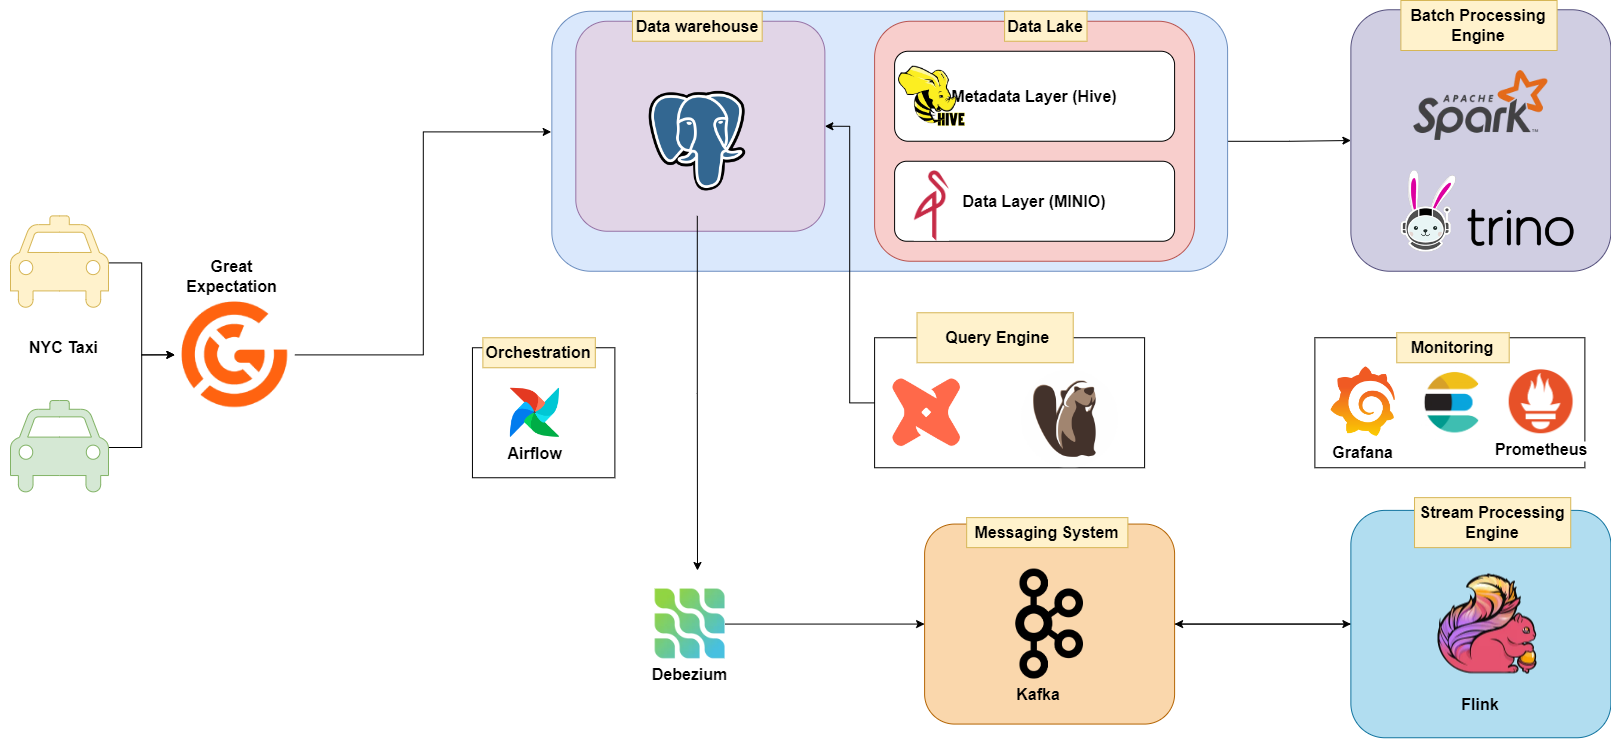 Data warehouse
Data Lake
Batch Processing
Engine
Metadata Layer (Hive)
HIVE
APACHE
Spark
TM
Data Layer (MINIO)
trino
Great
Expectation
NYC Taxi
Orchestration
Airflow
Query Engine
Monitoring
Grafana
Prometheus
Messaging System
Kafka
Stream Processing
Engine
Flink
Debezium